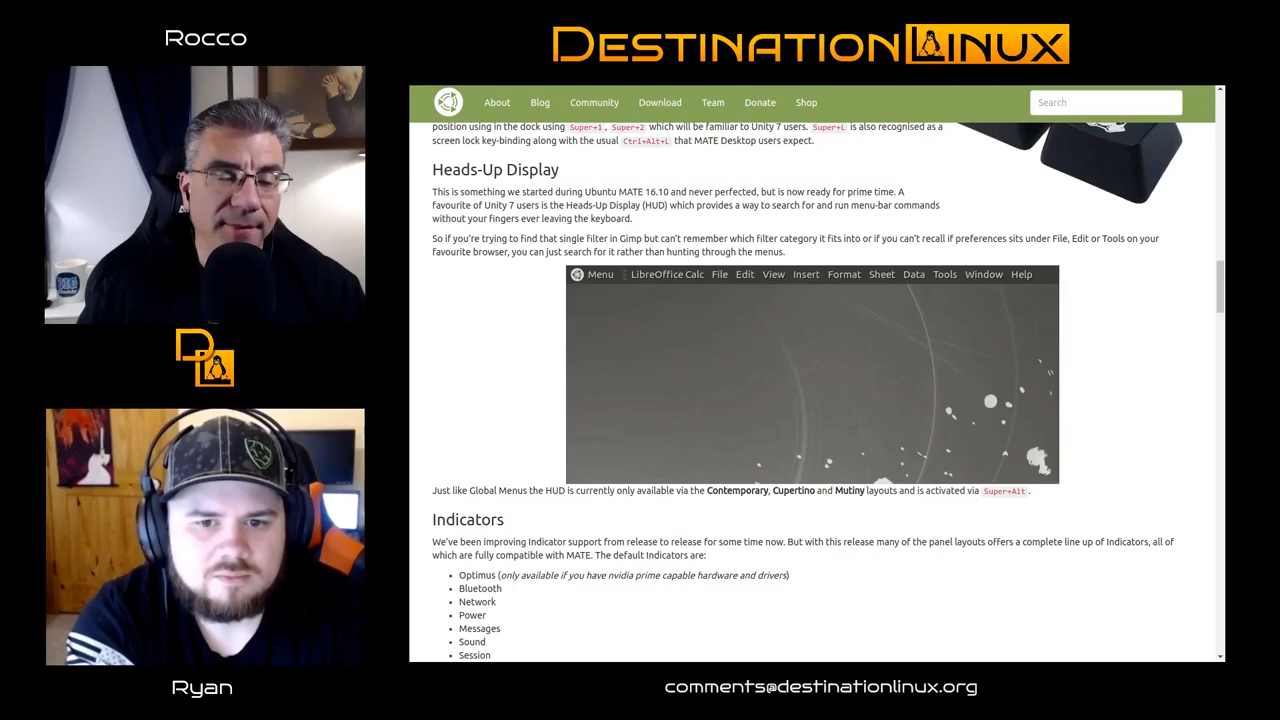 Rocco
DESTINATION LINUX
About Blog Community Download Team Donate Shop Search
position using in the dock using Super+1, Super+2 which will be familiar to Unity 7 users. Super+L is also recognised as a
screen lock key-binding along with the usual Ctrl+Alt+L that MATE Desktop users expect.
Heads-Up Display
This is something we started during Ubuntu MATE 16.10 and never perfected, but is now ready for prime time. A
favourite of Unity 7 users is the Heads-Up Display (HUD) which provides a way to search for and run menu-bar commands
without your fingers ever leaving the keyboard.
So if you're trying to find that single filter in Gimp but can't remember which filter category it fits into or if you can't recall if preferences sits under File, Edit or Tools on your
favourite browser, you can just search for it rather than hunting through the menus.
Menu LibreOffice Calc File Edit View Insert Format Sheet Data Tools Window Help
Just like Global Menus the HUD is currently only available via the Contemporary, Cupertino and Mutiny layouts and is activated via Super+Alt.
Indicators
We've been improving Indicator support from release to release for some time now. But with this release many of the panel layouts offers a complete line up of Indicators, all of
which are fully compatible with MATE. The default Indicators are:
• Optimus (only available if you have nvidia prime capable hardware and drivers)
• Bluetooth
• Network
• Power
• Messages
• Sound
• Session
DL
Ryan
comments@destinationlinux.org